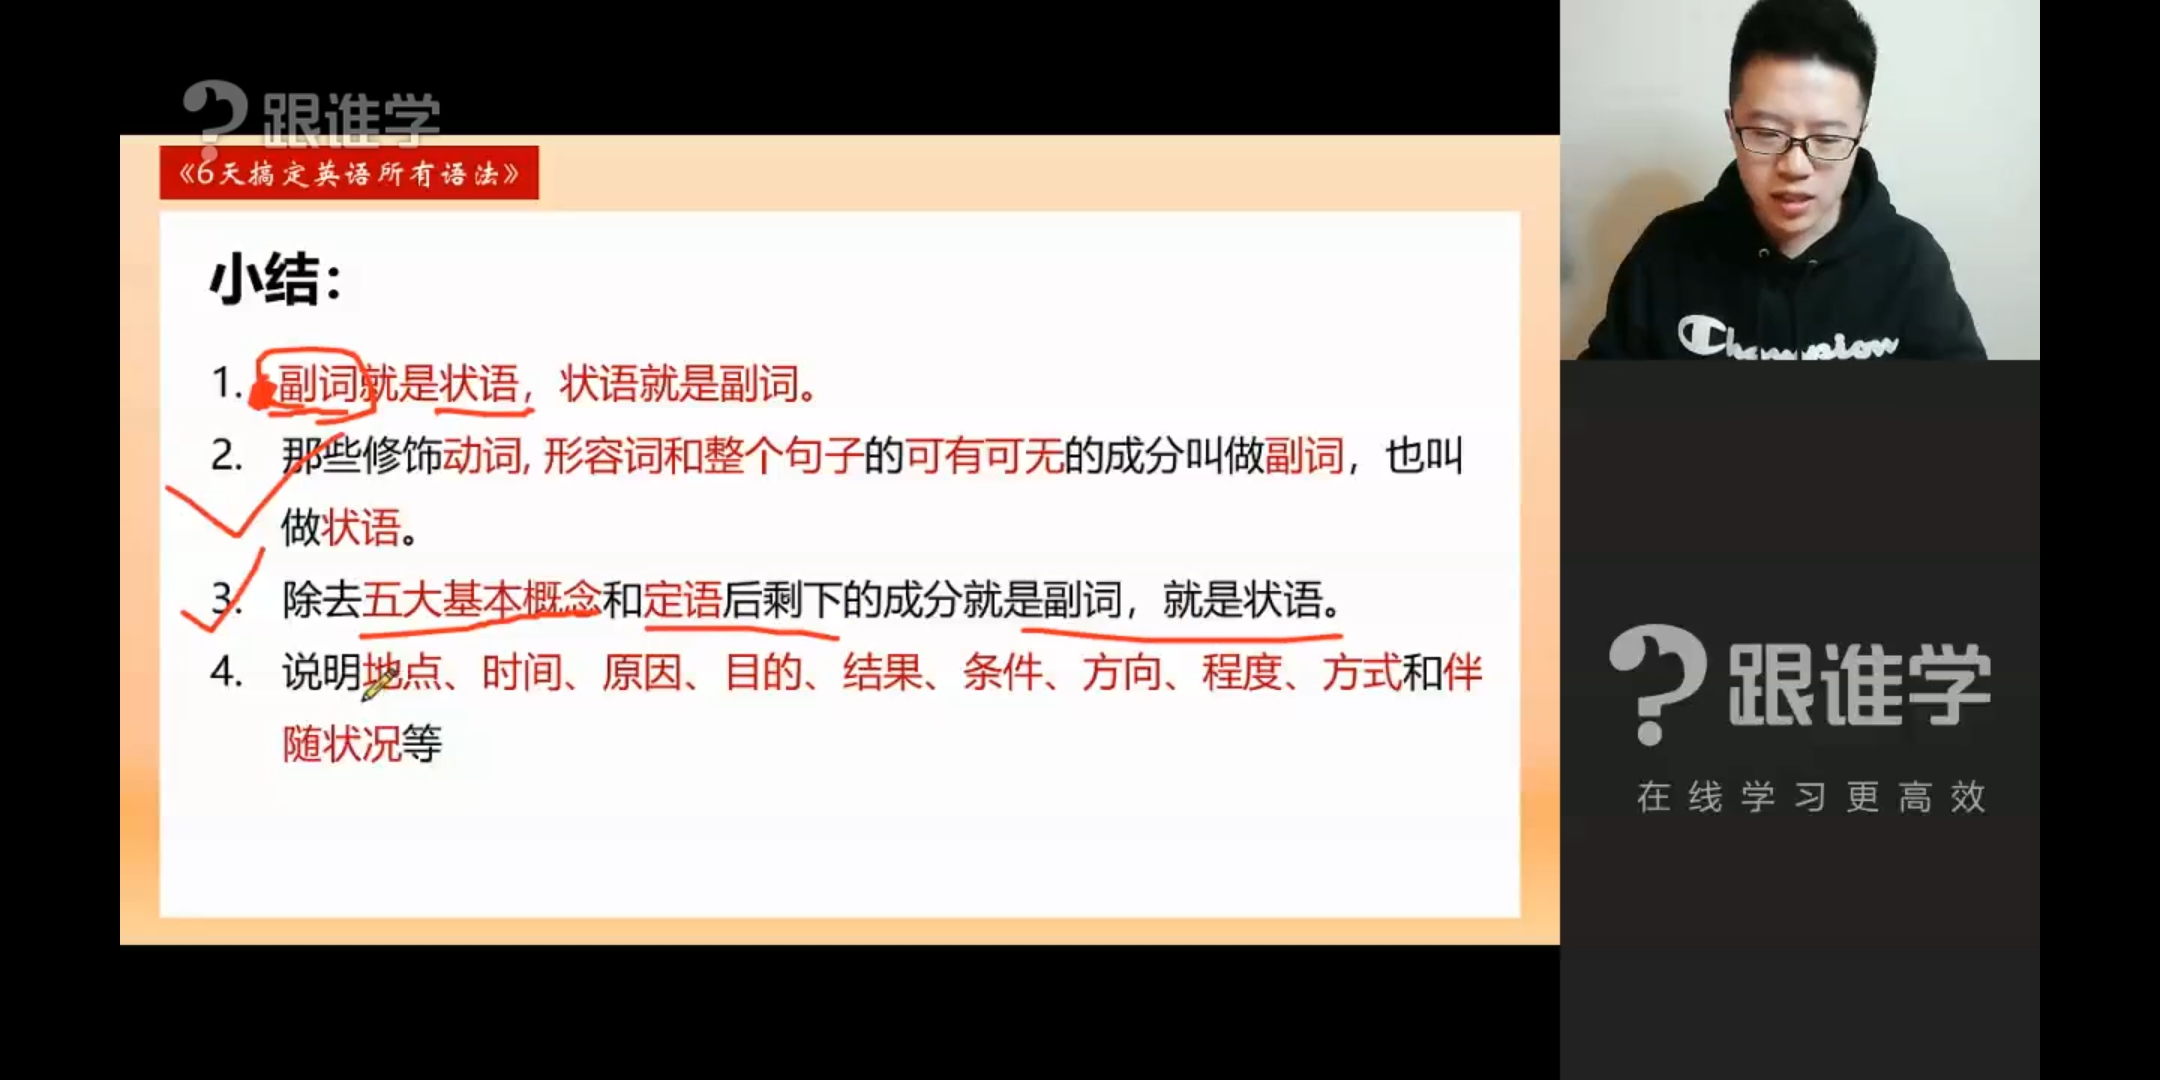 跟谁学
《6天搞定英语所有语法》
小结：
1. 副词就是状语，状语就是副词。
2. 那些修饰动词, 形容词和整个句子的可有可无的成分叫做副词，也叫
做状语。
3. 除去五大基本概念和定语后剩下的成分就是副词，就是状语。
4. 说明地点、时间、原因、目的、结果、条件、方向、程度、方式和伴
随状况等
Champion
跟谁学
在线学习更高效